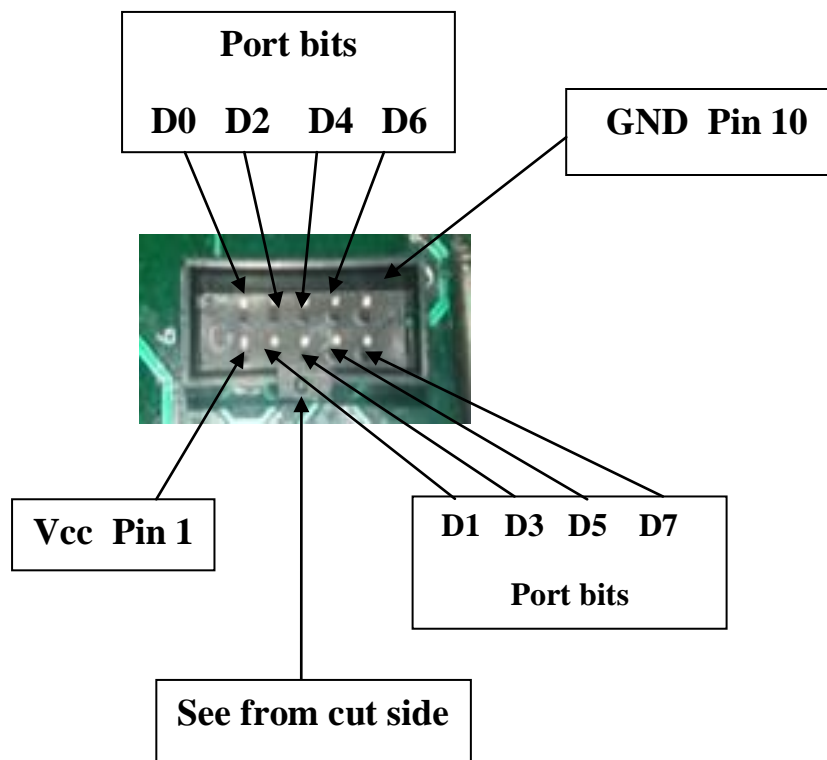 Port bits
D0 D2 D4 D6
GND Pin 10
Vcc Pin 1
D1 D3 D5 D7
Port bits
See from cut side